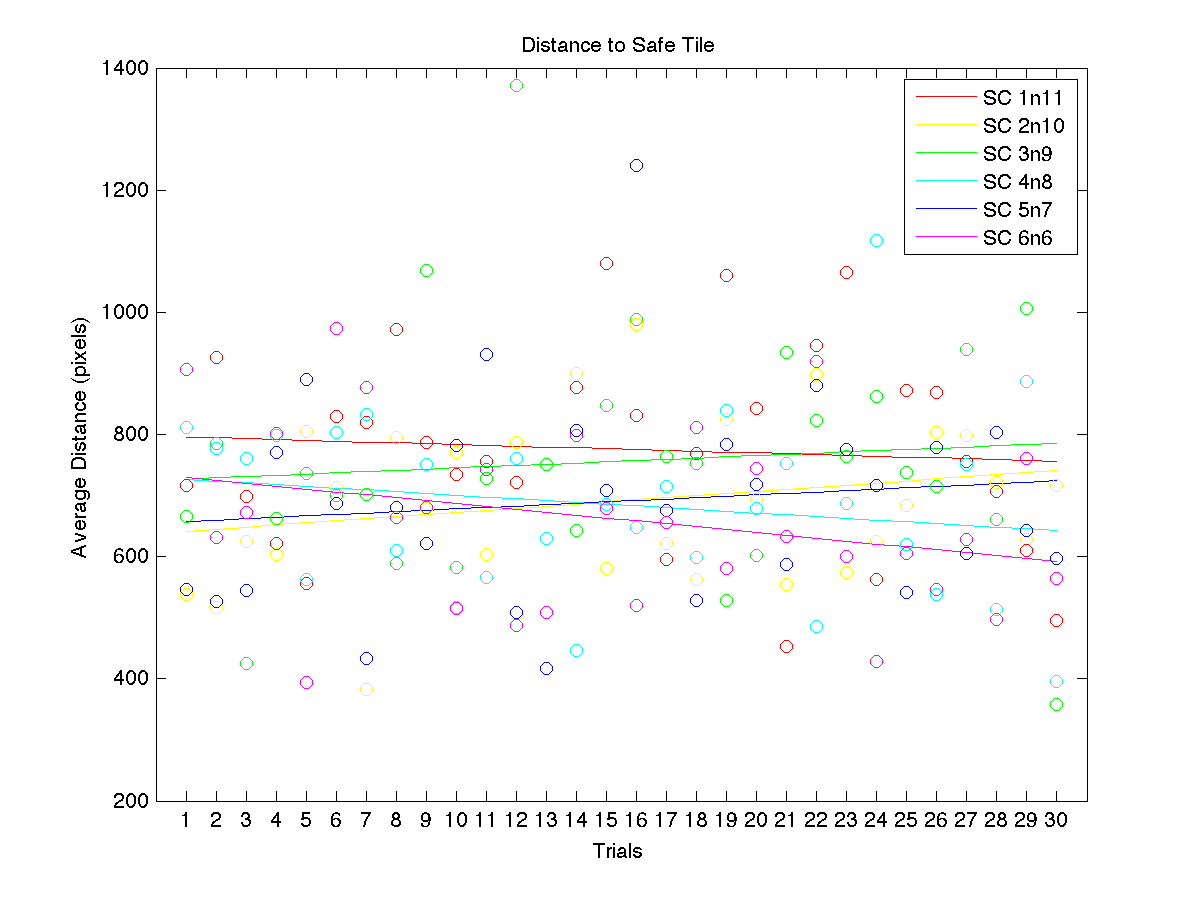 Distance to Safe Tile
1400
1200
1000
800
600
400
200
Average Distance (pixels)
SC 1n11
SC 2n10
SC 3n9
SC 4n8
SC 5n7
SC 6n6
1 2 3 4 5 6 7 8 9 10 11 12 13 14 15 16 17 18 19 20 21 22 23 24 25 26 27 28 29 30
Trials